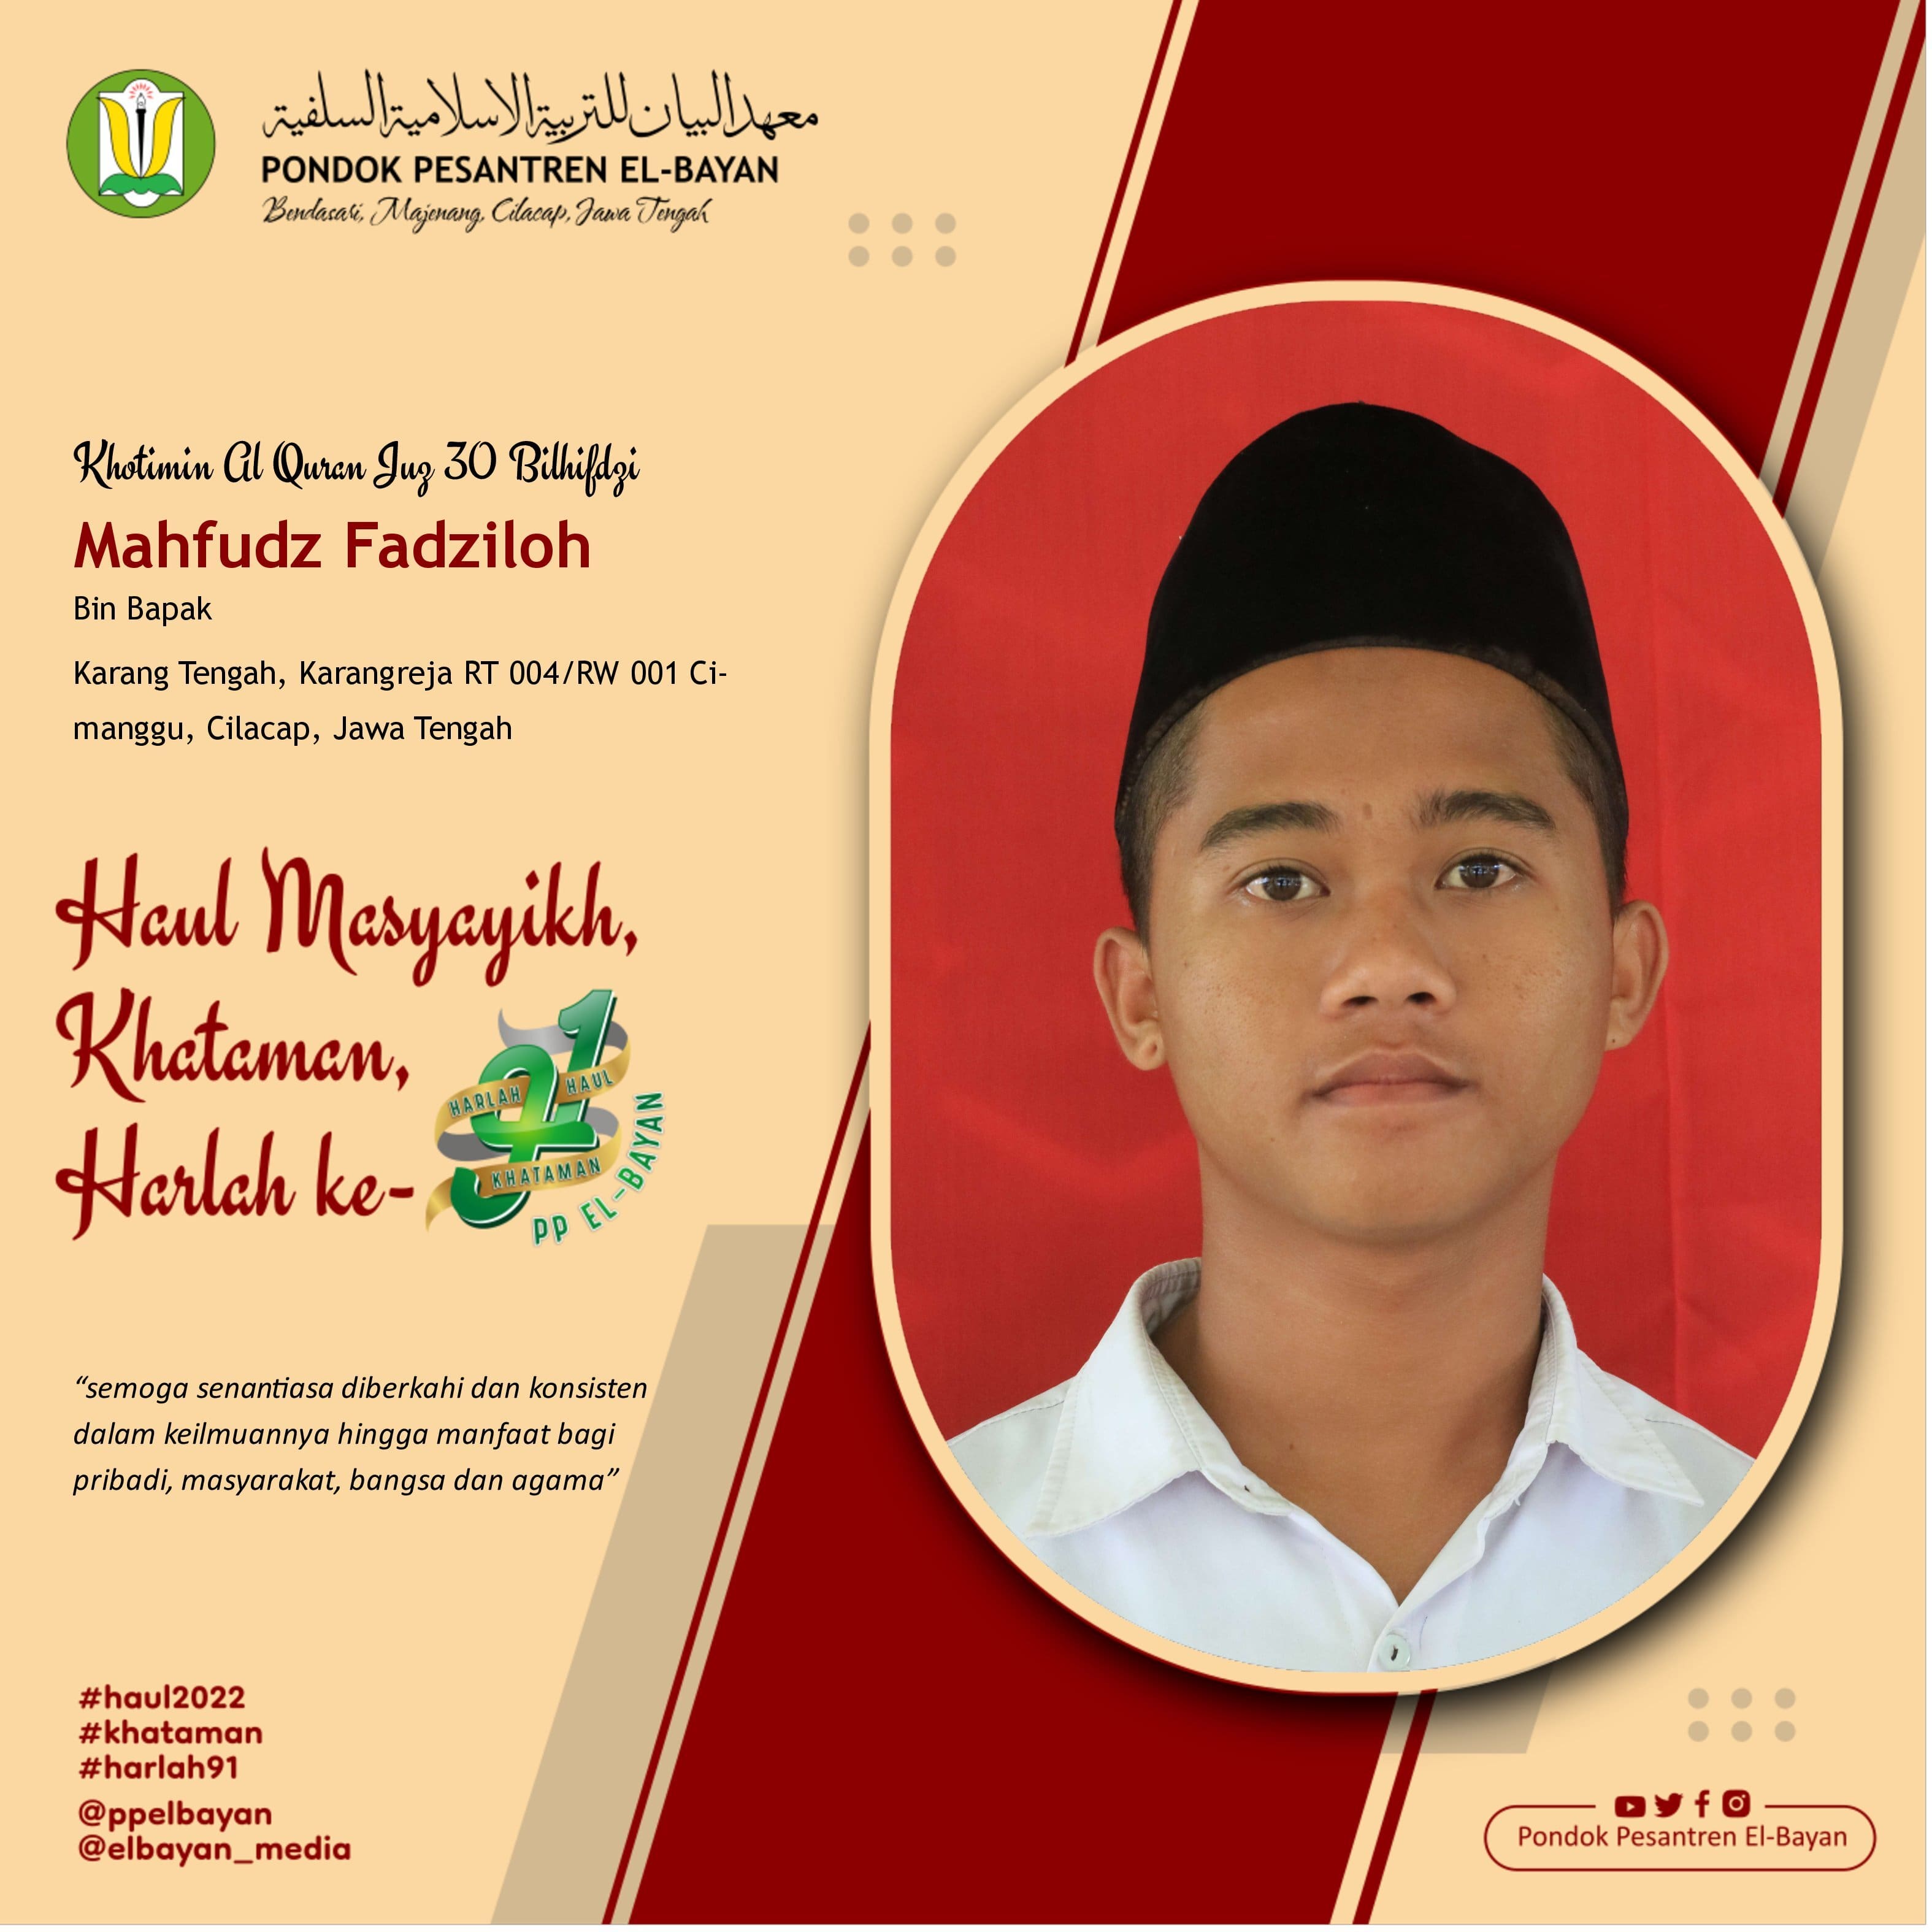 معهد البيان للتربية الاسلامية السلفية
PONDOK PESANTREN EL-BAYAN
Bendasari, Majenang, Cilacap, Jawa Tengah
Khotimin Al Quran Juz 30 Bilhifdzi
Mahfudz Fadziloh
Bin Bapak
Karang Tengah, Karangreja RT 004/RW 001 Ci-
manggu, Cilacap, Jawa Tengah
Haul Masyayikh,
Khataman,
Harlah ke-
91
HARLAH HAUL
KHATAMAN
PP EL-BAYAN
“semoga senantiasa diberkahi dan konsisten
dalam keilmuannya hingga manfaat bagi
pribadi, masyarakat, bangsa dan agama”
#haul2022
#khataman
#harlah91
@ppelbayan
@elbayan_media
Pondok Pesantren El-Bayan